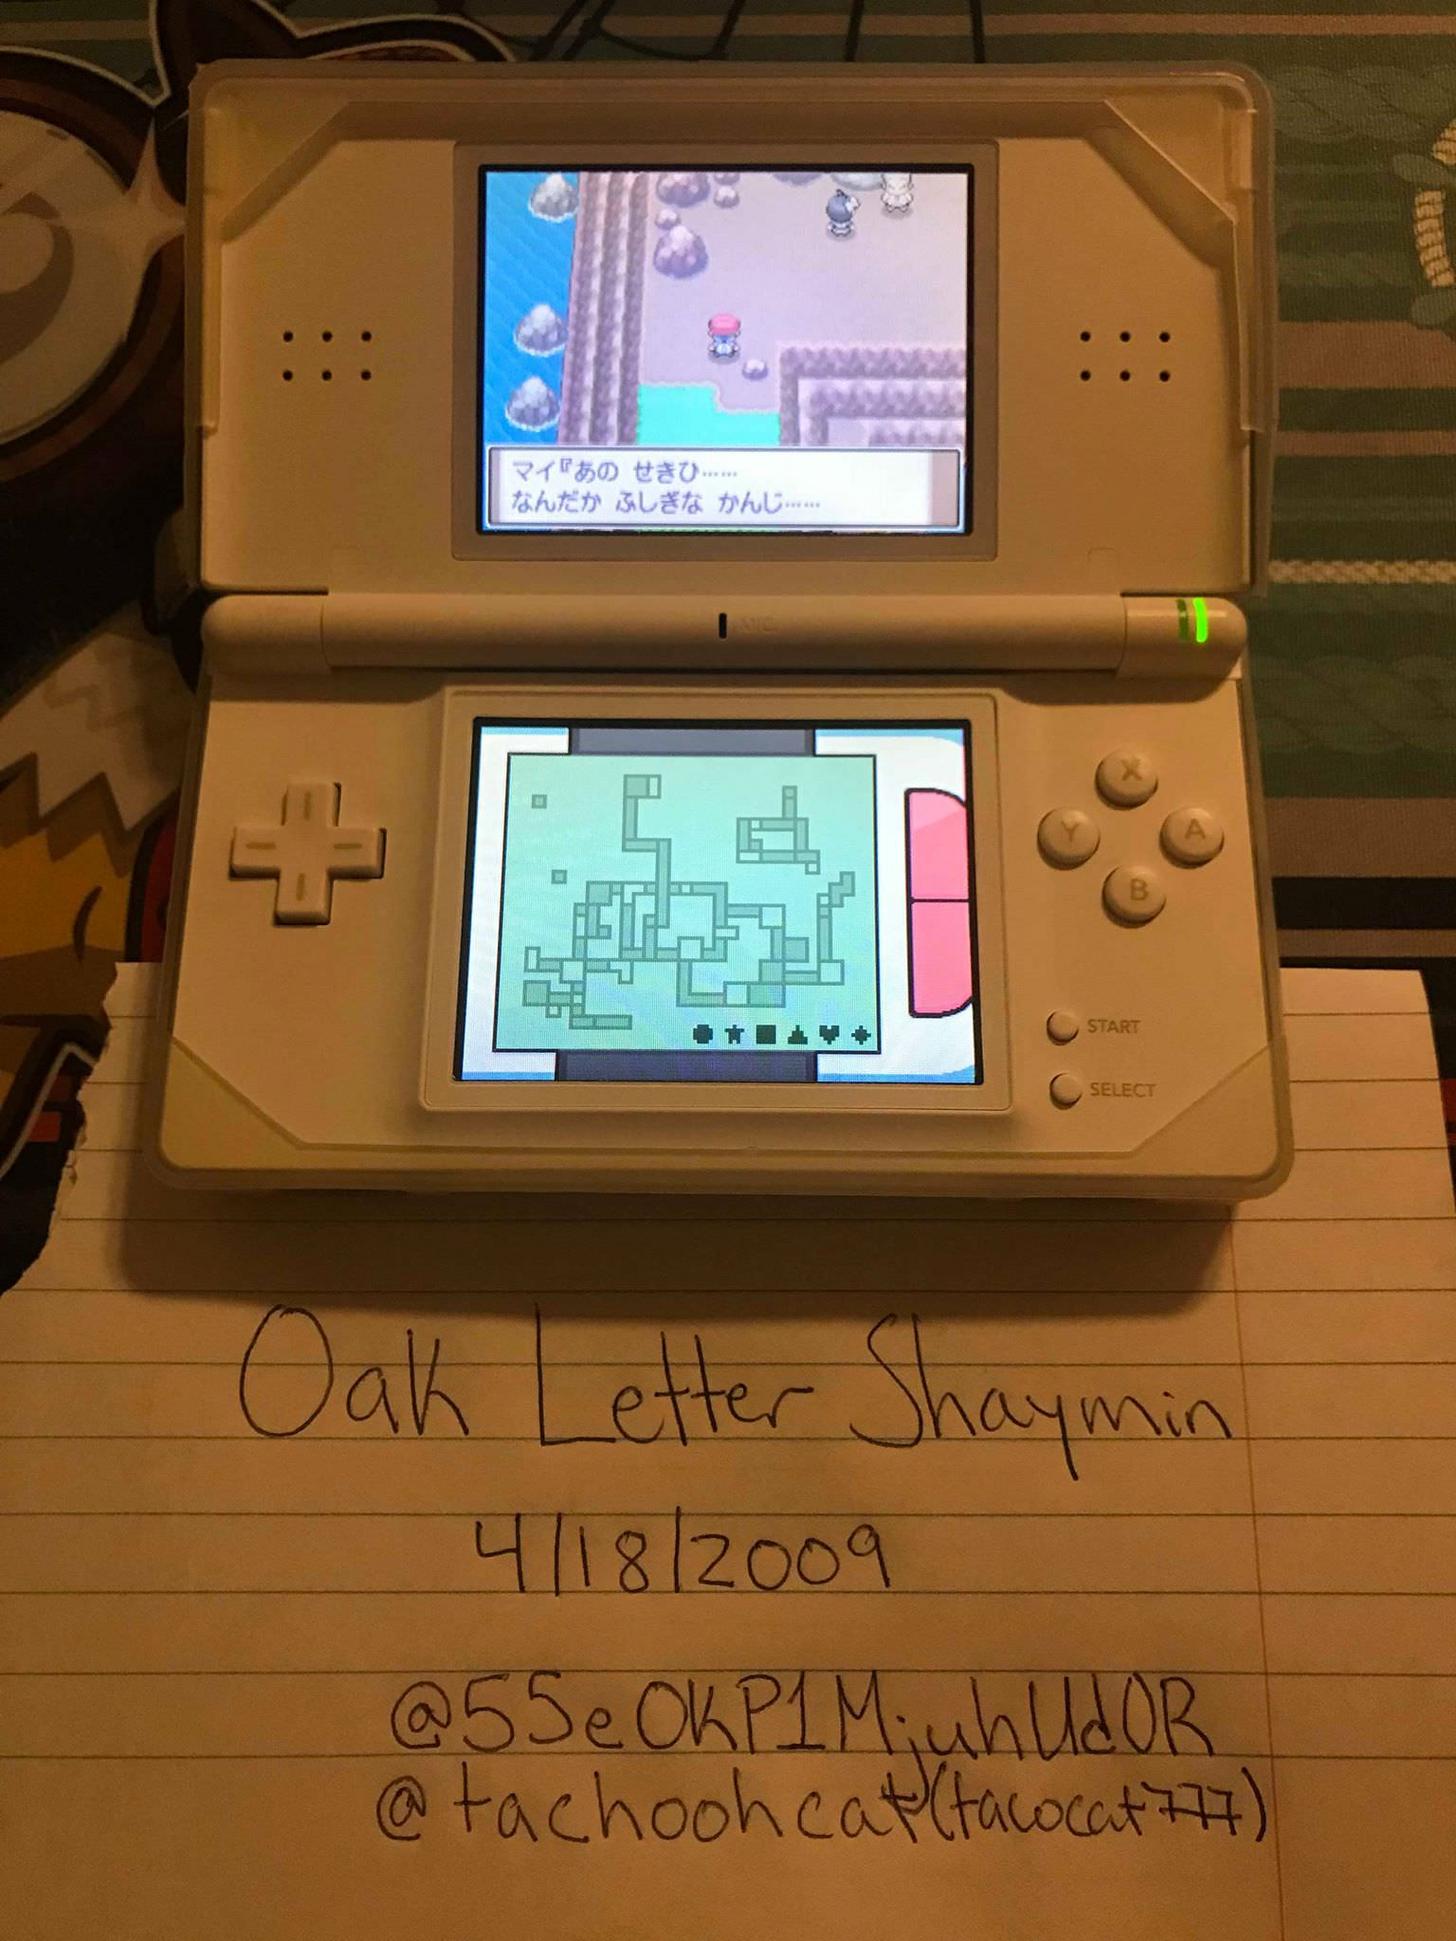 マイ『あの せきひ……
なんだか ふしぎな かんじ……
MIC.
X
Y
A
B
START
SELECT
Oak Letter Shaymin
4/18/2009
@5SeOKP1MjuhUdOR
@tachoohcat(tacocat777)